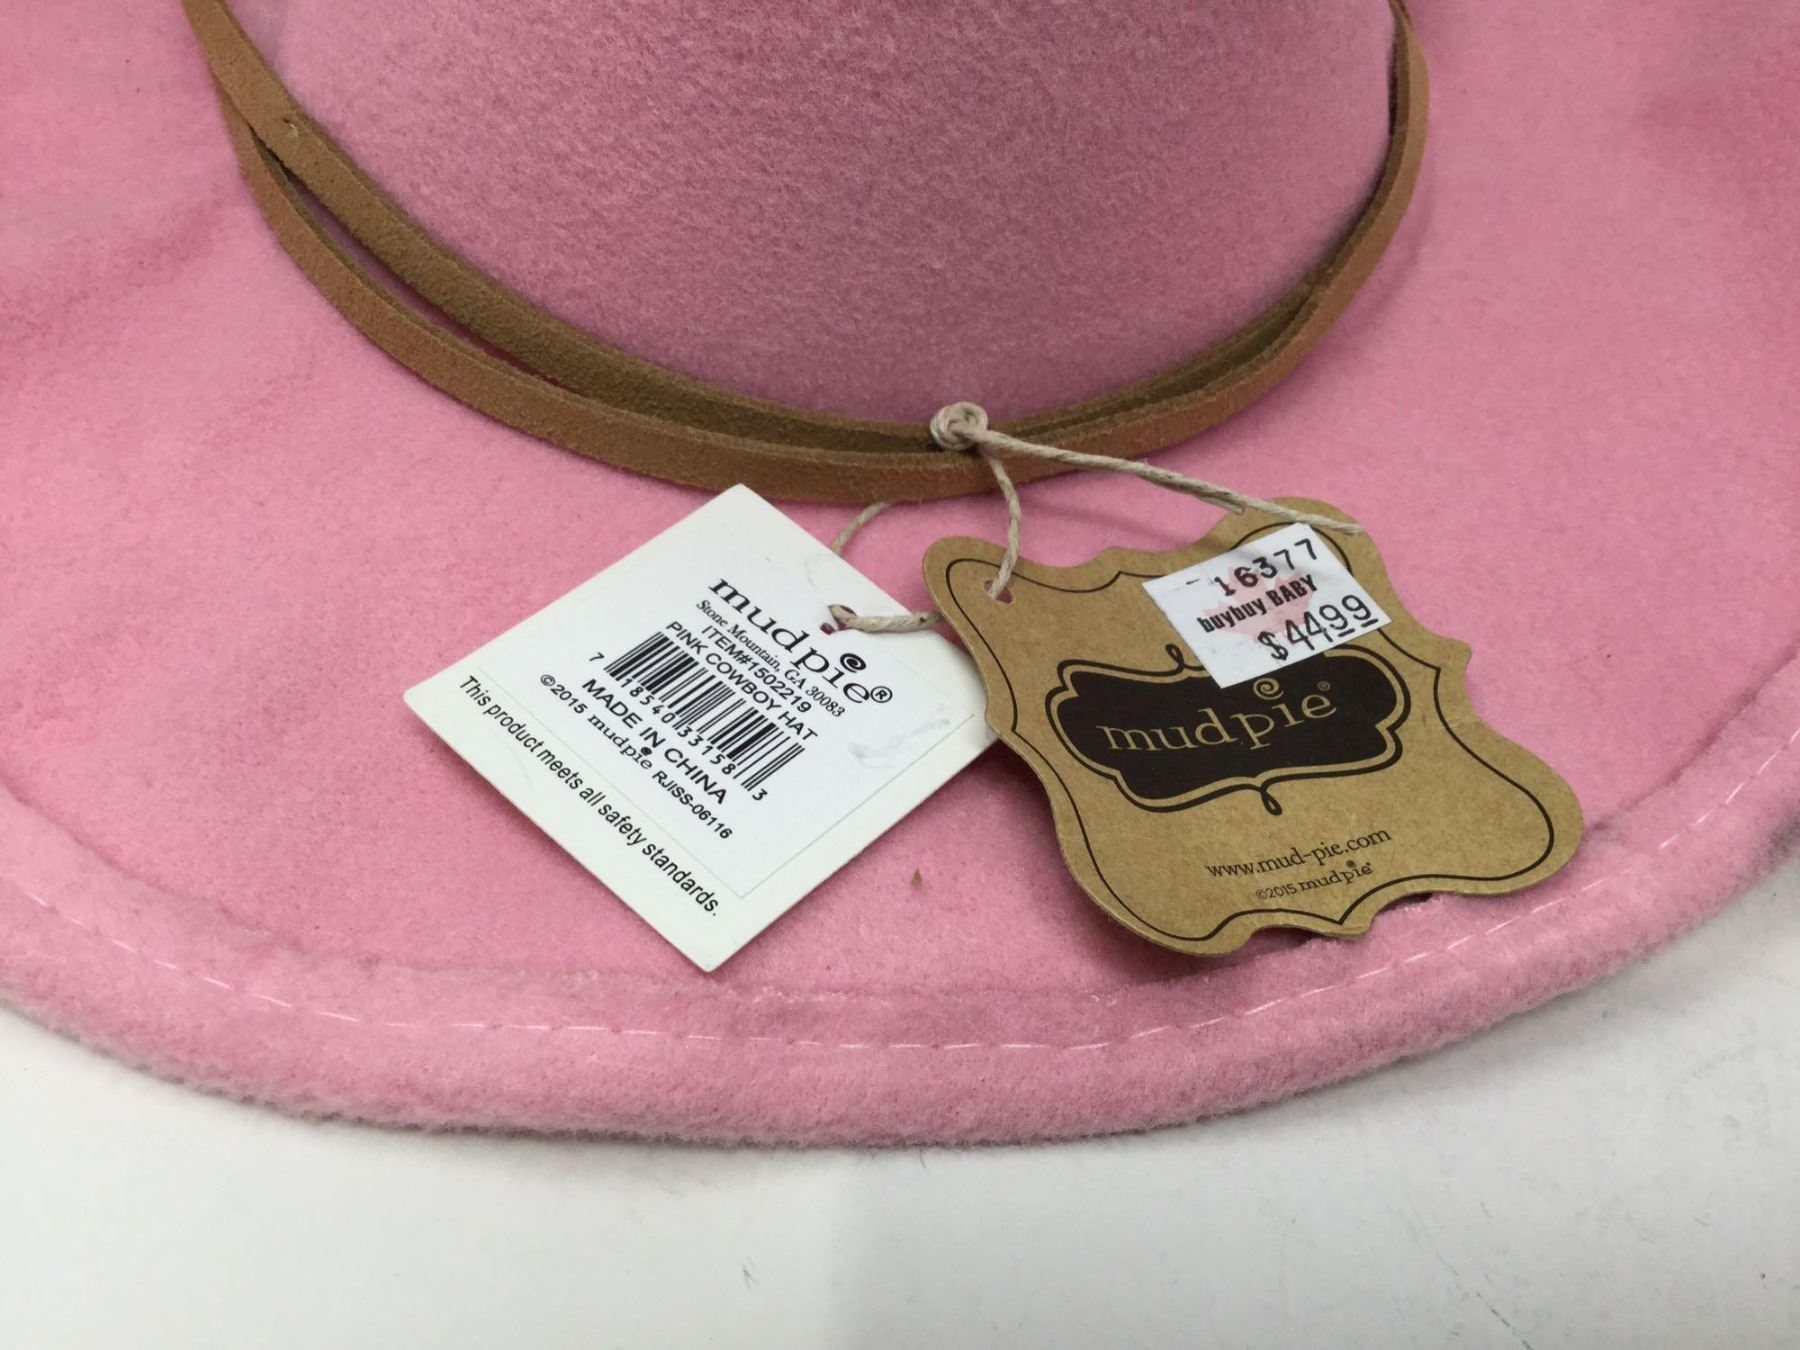 mudpie®
Stone Mountain, GA 30083
ITEM#1502219
PINK COWBOY HAT
7 18540 33158 3
MADE IN CHINA
©2015 mudpie RJISS-06116
This product meets all safety standards.
16377
buybuy BABY
$44.99
mudpie®
www.mud-pie.com
©2015 mudpie®